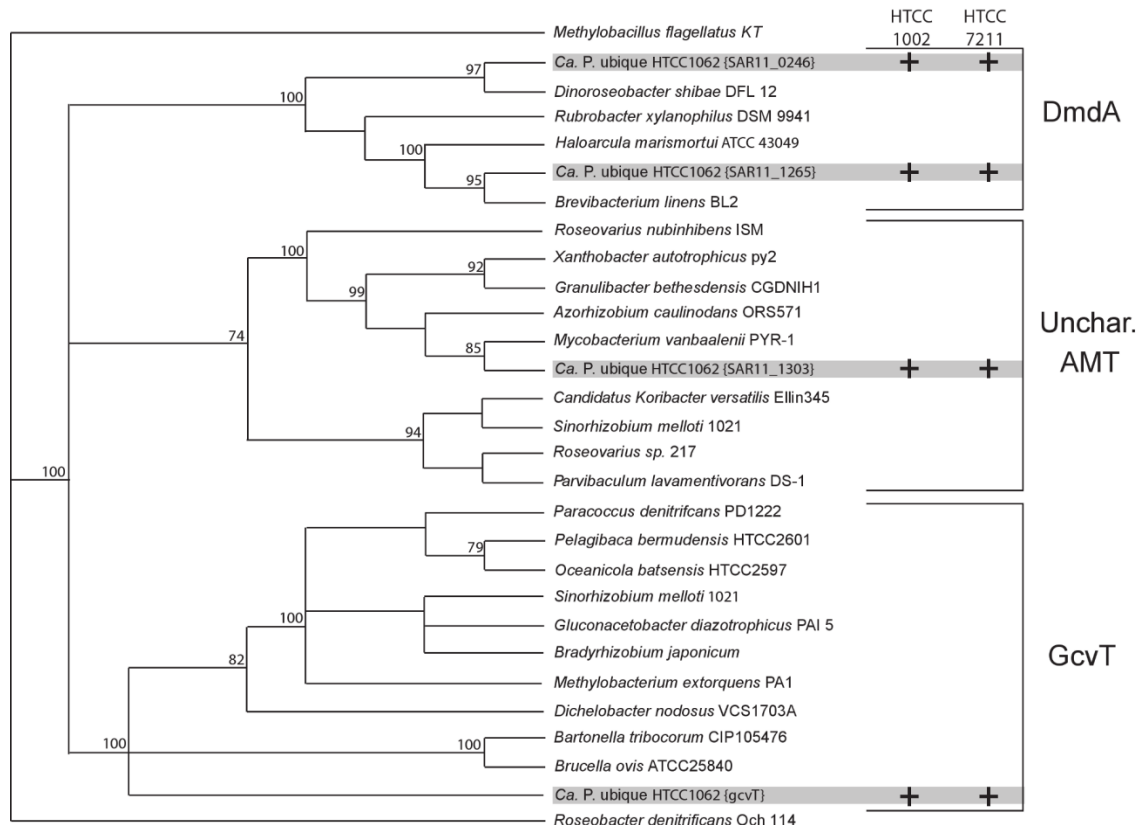 HTCC HTCC
1002 7211
Methylobacillus flagellatus KT
Ca. P. ubique HTCC1062 {SAR11_0246} + +
97
Dinoroseobacter shibae DFL 12
100
DmdA
Rubrobacter xylanophilus DSM 9941
Haloarcula marismortui ATCC 43049
100
Ca. P. ubique HTCC1062 {SAR11_1265} + +
95
Brevibacterium linens BL2
Roseovarius nubinhibens ISM
100
Xanthobacter autotrophicus py2
92
Granulibacter bethesdensis CGDNIH1
99
Azorhizobium caulinodans ORS571
Unchar.
AMT
74
Mycobacterium vanbaalenii PYR-1
85
Ca. P. ubique HTCC1062 {SAR11_1303} + +
Candidatus Koribacter versatilis Ellin345
Sinorhizobium melloti 1021
94
Roseovarius sp. 217
100
Parvibaculum lavamentivorans DS-1
Paracoccus denitrifcans PD1222
Pelagibaca bermudensis HTCC2601
79
Oceanicola batsensis HTCC2597
Sinorhizobium melloti 1021
100
Gluconacetobacter diazotrophicus PAI 5
Bradyrhizobium japonicum
GcvT
82
Methylobacterium extorquens PA1
Dichelobacter nodosus VCS1703A
Bartonella tribocorum CIP105476
100 100
Brucella ovis ATCC25840
Ca. P. ubique HTCC1062 {gcvT} + +
Roseobacter denitrificans Och 114